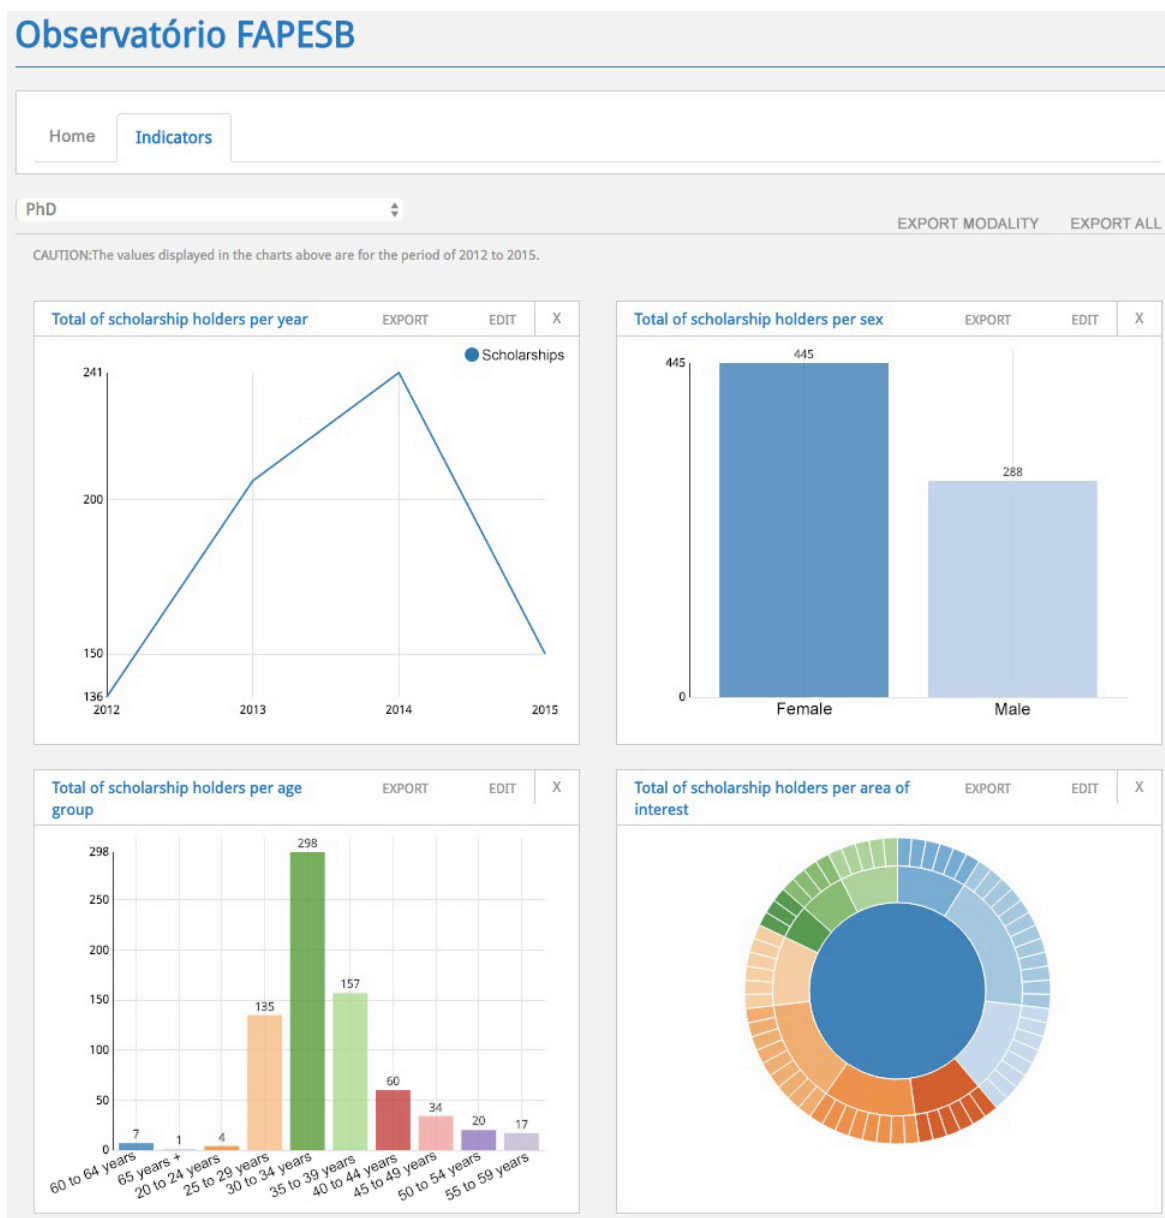 Observatório FAPESB
Home
Indicators
PhD
EXPORT MODALITY
EXPORT ALL
CAUTION:The values displayed in the charts above are for the period of 2012 to 2015.
Total of scholarship holders per year
EXPORT
EDIT
X
Scholarships
241
200
150
136
2012
2013
2014
2015
Total of scholarship holders per sex
EXPORT
EDIT
X
445
445
288
0
Female
Male
Total of scholarship holders per age
group
EXPORT
EDIT
X
298
250
200
150
100
50
0
7
1
4
135
298
157
60
34
20
17
60 to 64 years
65 years +
20 to 24 years
25 to 29 years
30 to 34 years
35 to 39 years
40 to 44 years
45 to 49 years
50 to 54 years
55 to 59 years
Total of scholarship holders per area of
interest
EXPORT
EDIT
X